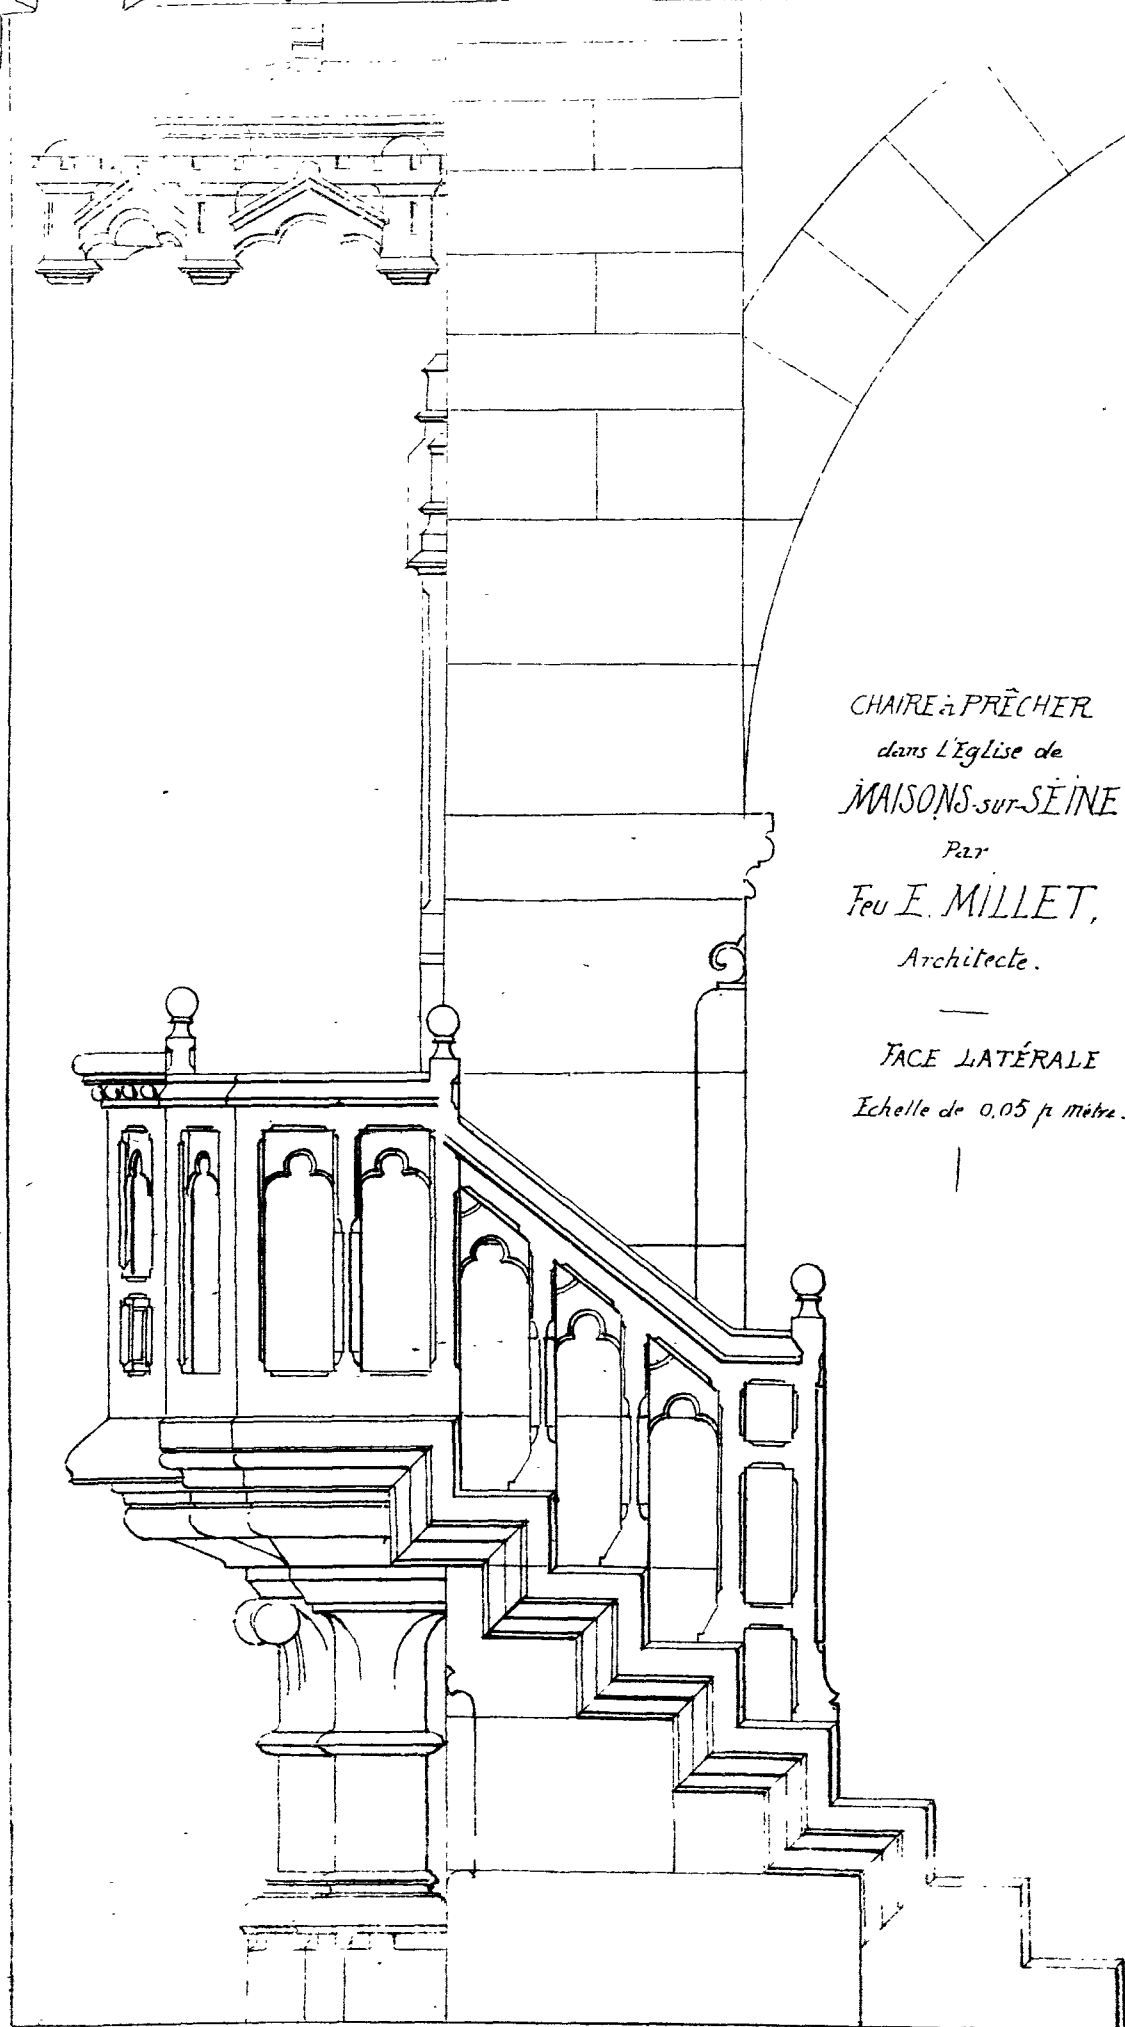 CHAIRE à PRÊCHER
dans L'Eglise de
MAISONS-sur-SEINE
Par
Feu E. MILLET,
Architecte.
FACE LATÉRALE
Echelle de 0,05 p mètre.